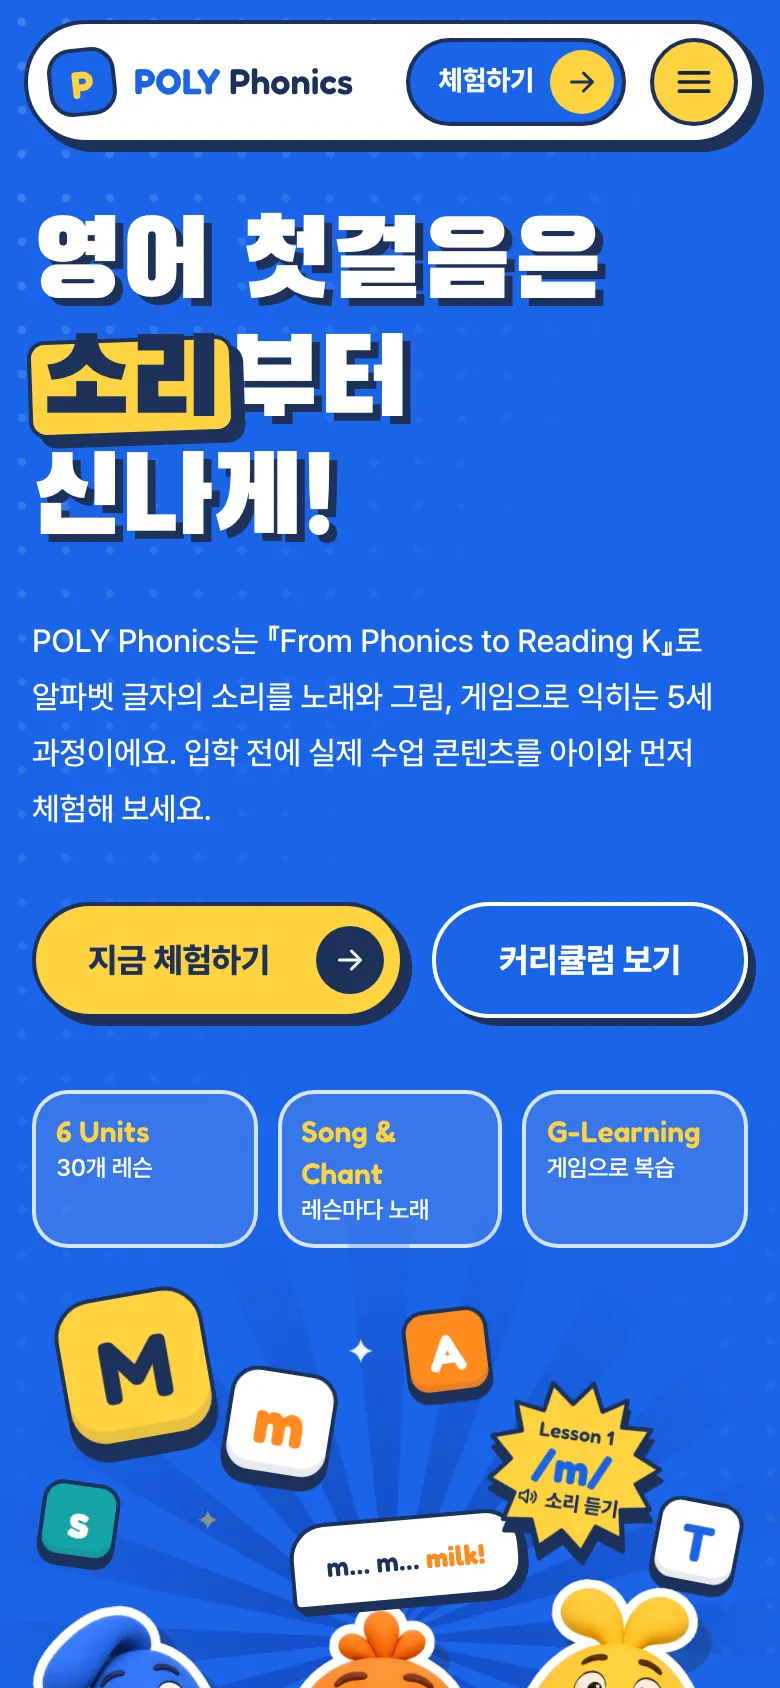 P POLY Phonics 체험하기
영어 첫걸음은
소리부터
신나게!
POLY Phonics는 『From Phonics to Reading K』로
알파벳 글자의 소리를 노래와 그림, 게임으로 익히는 5세
과정이에요. 입학 전에 실제 수업 콘텐츠를 아이와 먼저
체험해 보세요.
지금 체험하기 커리큘럼 보기
6 Units
30개 레슨
Song &
Chant
레슨마다 노래
G-Learning
게임으로 복습
M
m
A
Lesson 1
/m/
소리 듣기
s
T
m... m... milk!